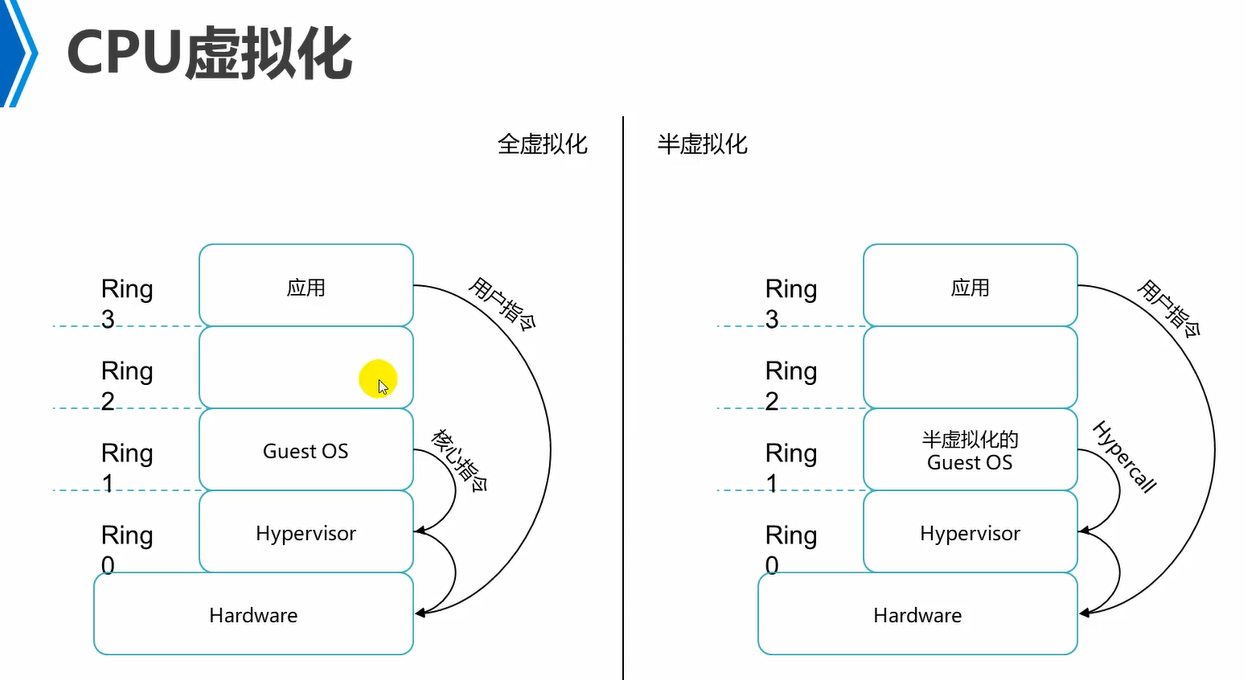 CPU虚拟化
全虚拟化
Ring
3
应用
用户指令
Ring
2
Ring
1
Guest OS
核心指令
Ring
0
Hypervisor
Hardware
半虚拟化
Ring
3
应用
用户指令
Ring
2
Ring
1
半虚拟化的
Guest OS
Hypercall
Ring
0
Hypervisor
Hardware